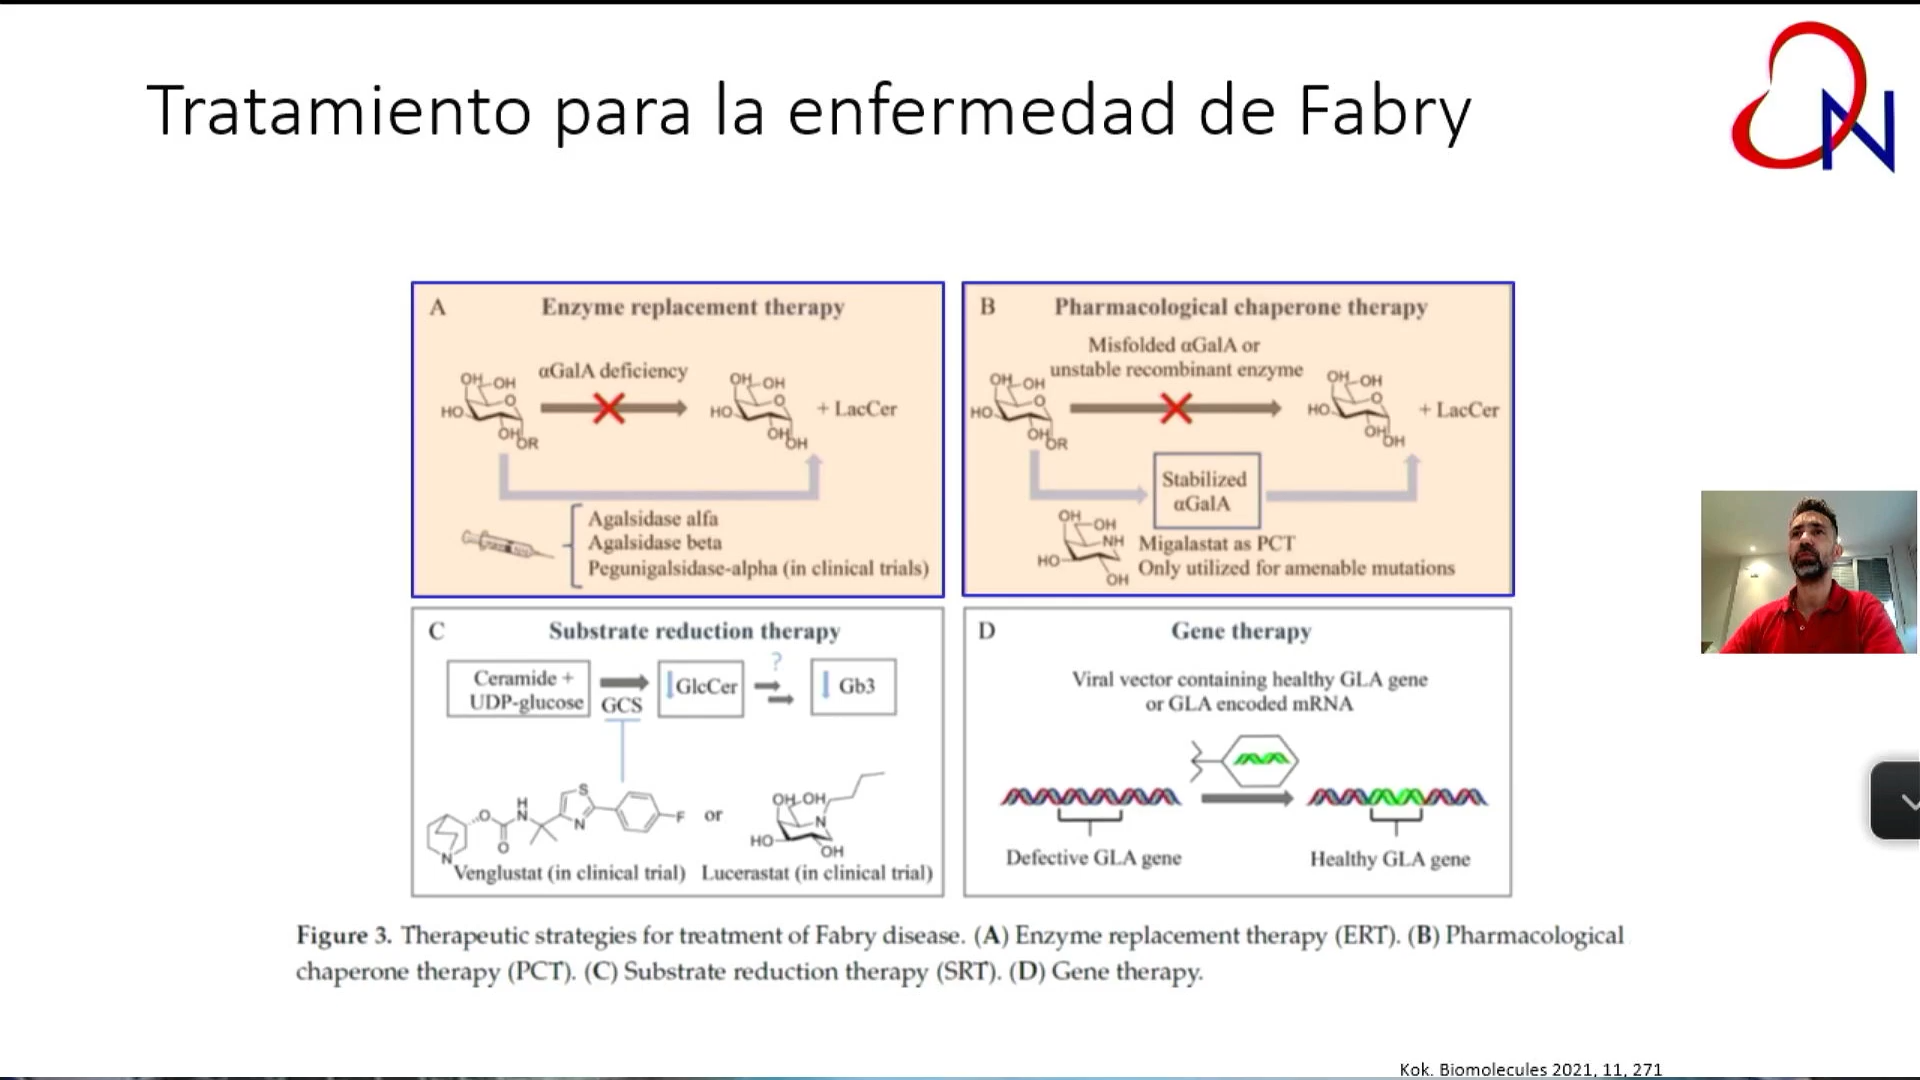 Tratamiento para la enfermedad de Fabry
N
A Enzyme replacement therapy
αGalA deficiency
OH OH
HO
O
OH
OR
OH OH
HO
O
OH
OH
+ LacCer
Agalsidase alfa
Agalsidase beta
Pegunigalsidase-alpha (in clinical trials)
B Pharmacological chaperone therapy
Misfolded αGalA or
unstable recombinant enzyme
OH OH
HO
O
OH
OR
OH OH
HO
O
OH
OH
+ LacCer
Stabilized
αGalA
OH
OH
NH
HO
OH
Migalastat as PCT
Only utilized for amenable mutations
C Substrate reduction therapy
Ceramide +
UDP-glucose
GCS
GlcCer
?
Gb3
N
O
O
H
N
S
N
F
or
OH OH
N
HO
OH
Venglustat (in clinical trial) Lucerastat (in clinical trial)
D Gene therapy
Viral vector containing healthy GLA gene
or GLA encoded mRNA
Defective GLA gene
Healthy GLA gene
Figure 3. Therapeutic strategies for treatment of Fabry disease. (A) Enzyme replacement therapy (ERT). (B) Pharmacological
chaperone therapy (PCT). (C) Substrate reduction therapy (SRT). (D) Gene therapy.
Kok. Biomolecules 2021, 11, 271